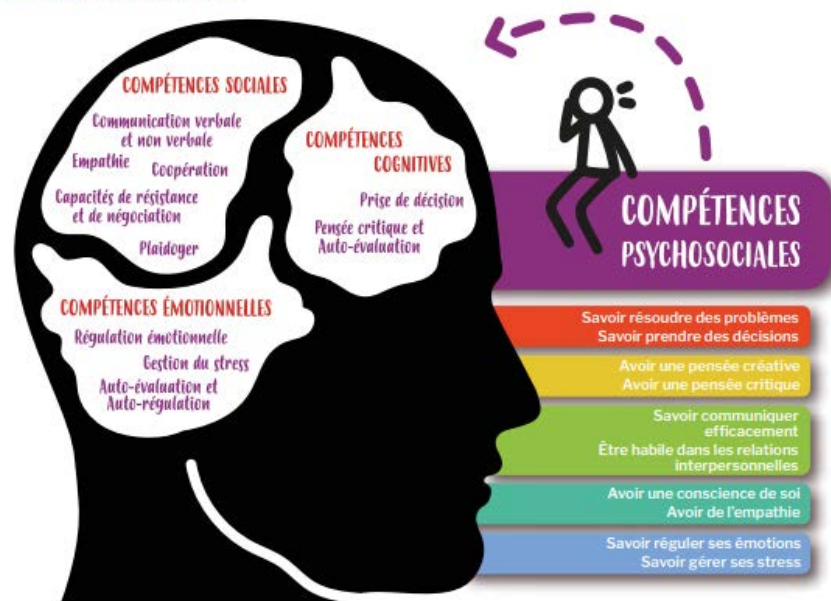 COMPÉTENCES SOCIALES
Communication verbale
et non verbale
Empathie
Coopération
Capacités de résistance
et de négociation
Plaidoyer
COMPÉTENCES
COGNITIVES
Prise de décision
Pensée critique et
Auto-évaluation
COMPÉTENCES ÉMOTIONNELLES
Régulation émotionnelle
Gestion du stress
Auto-évaluation et
Auto-régulation
COMPÉTENCES
PSYCHOSOCIALES
Savoir résoudre des problèmes
Savoir prendre des décisions
Avoir une pensée créative
Avoir une pensée critique
Savoir communiquer
efficacement
Être habile dans les relations
interpersonnelles
Avoir une conscience de soi
Avoir de l'empathie
Savoir réguler ses émotions
Savoir gérer ses stress